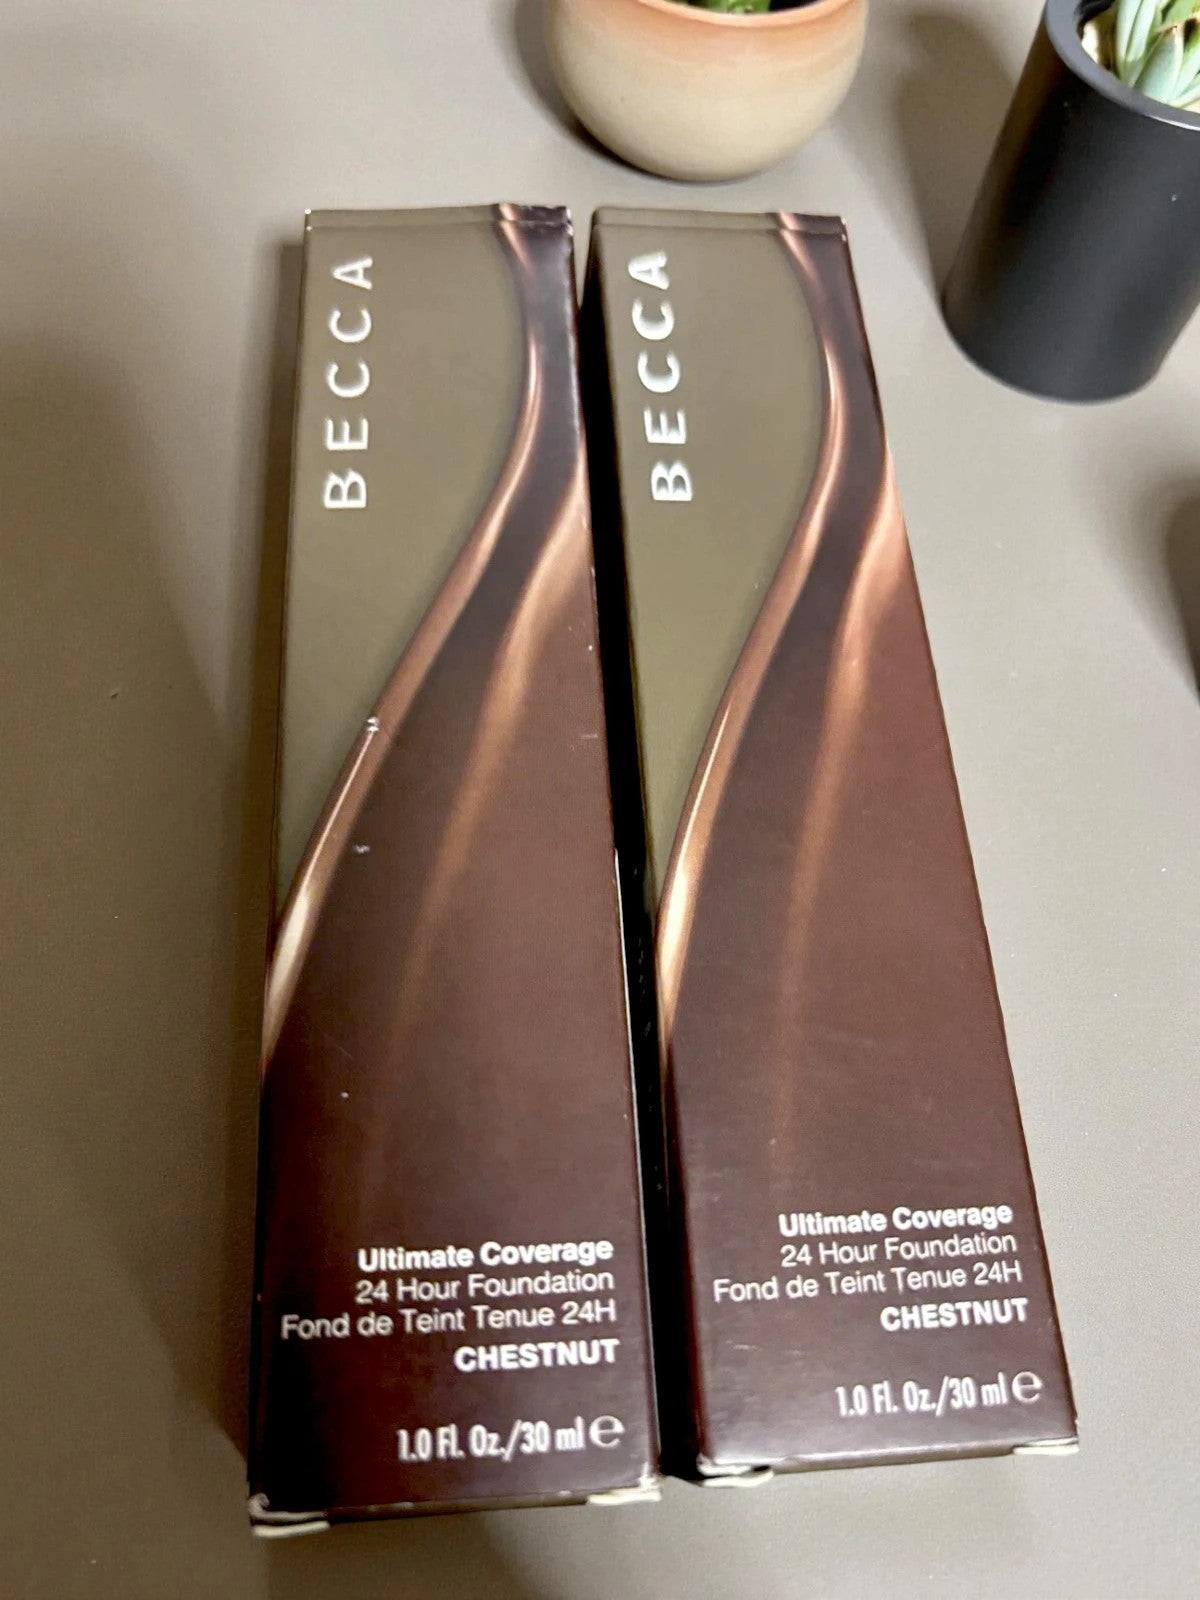 BECCA
Ultimate Coverage
24 Hour Foundation
Fond de Teint Tenue 24H
CHESTNUT
1.0 Fl. Oz./30 ml ℮
BECCA
Ultimate Coverage
24 Hour Foundation
Fond de Teint Tenue 24H
CHESTNUT
1.0 Fl. Oz./30 ml ℮